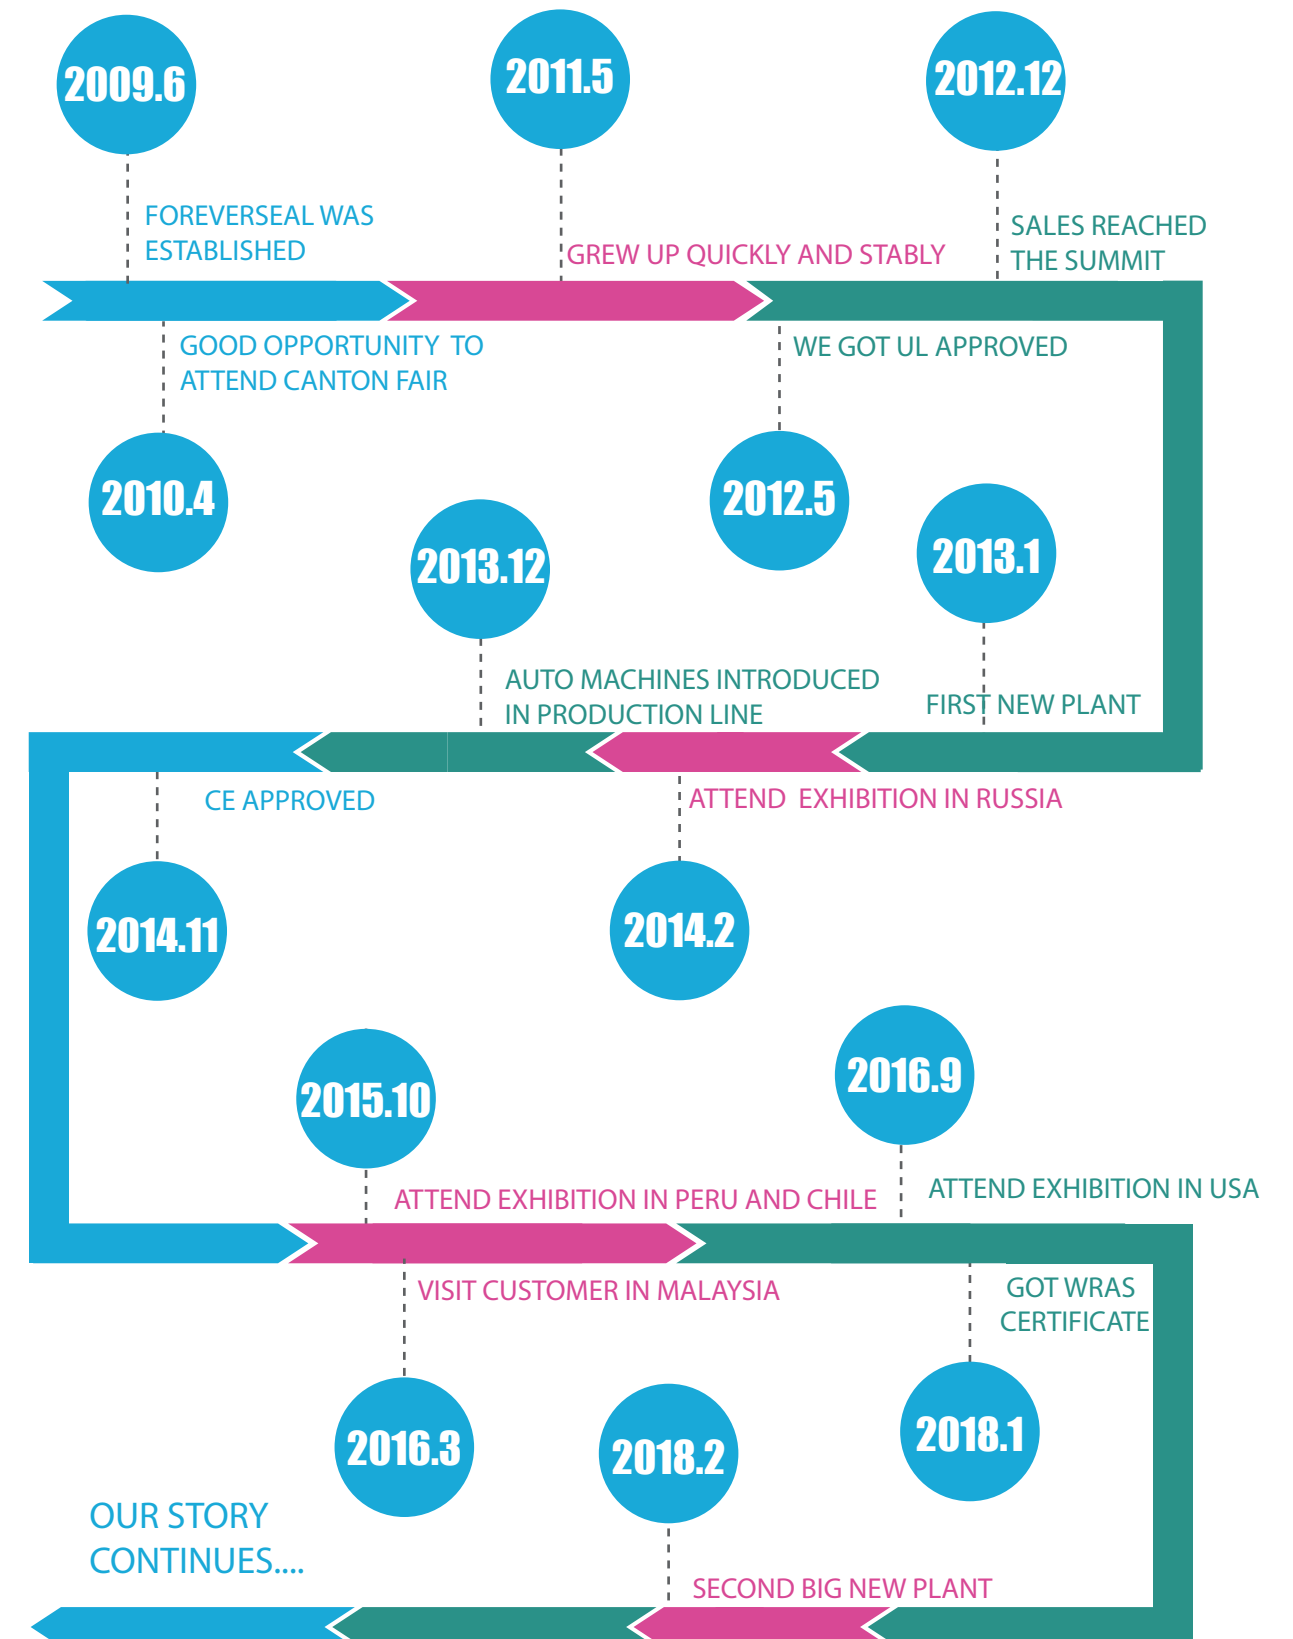 2009.6
2011.5
2012.12
FOREVERSEAL WAS
ESTABLISHED
GREW UP QUICKLY AND STABLY
SALES REACHED
THE SUMMIT
GOOD OPPORTUNITY TO
ATTEND CANTON FAIR
WE GOT UL APPROVED
2010.4
2012.5
2013.12
2013.1
AUTO MACHINES INTRODUCED
IN PRODUCTION LINE
FIRST NEW PLANT
CE APPROVED
ATTEND EXHIBITION IN RUSSIA
2014.11
2014.2
2015.10
2016.9
ATTEND EXHIBITION IN PERU AND CHILE
ATTEND EXHIBITION IN USA
VISIT CUSTOMER IN MALAYSIA
GOT WRAS
CERTIFICATE
2016.3
2018.2
2018.1
OUR STORY
CONTINUES....
SECOND BIG NEW PLANT